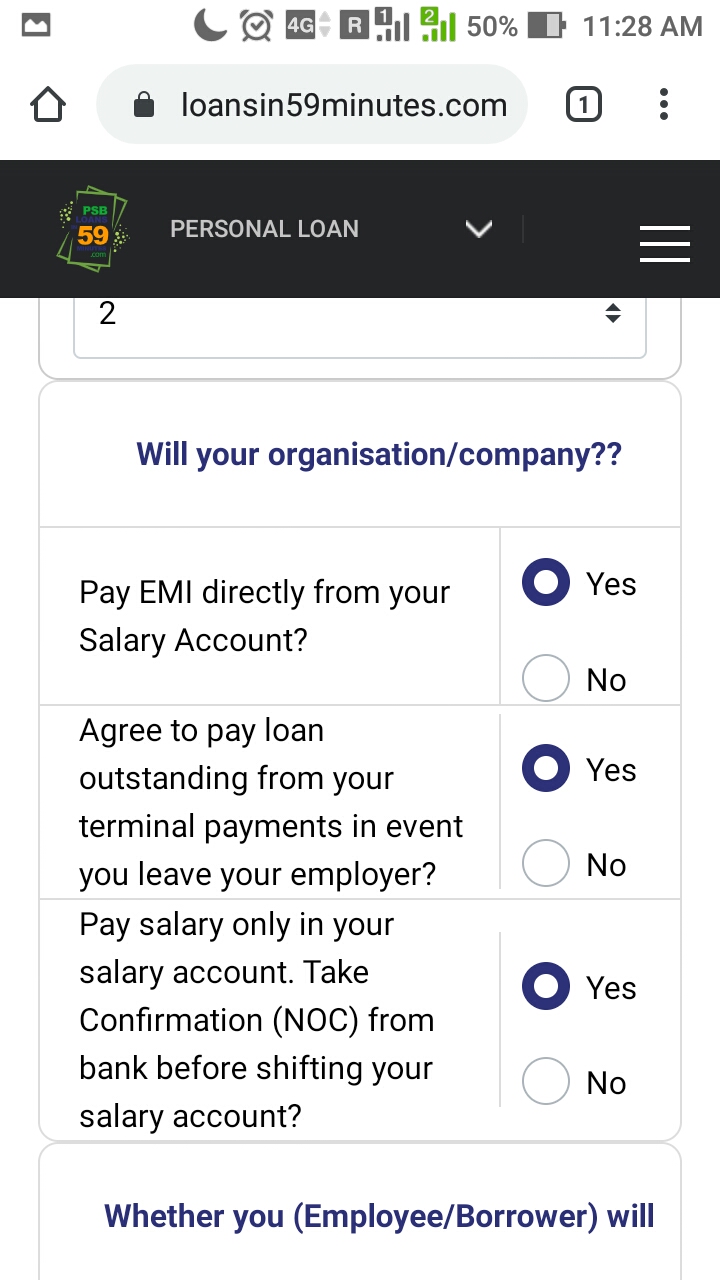 4G R 1 2 50% 11:28 AM
loansin59minutes.com 1
PSB
LOANS
59
.com
PERSONAL LOAN
2
Will your organisation/company??
Pay EMI directly from your
Salary Account?
Yes
No
Agree to pay loan
outstanding from your
terminal payments in event
you leave your employer?
Yes
No
Pay salary only in your
salary account. Take
Confirmation (NOC) from
bank before shifting your
salary account?
Yes
No
Whether you (Employee/Borrower) will